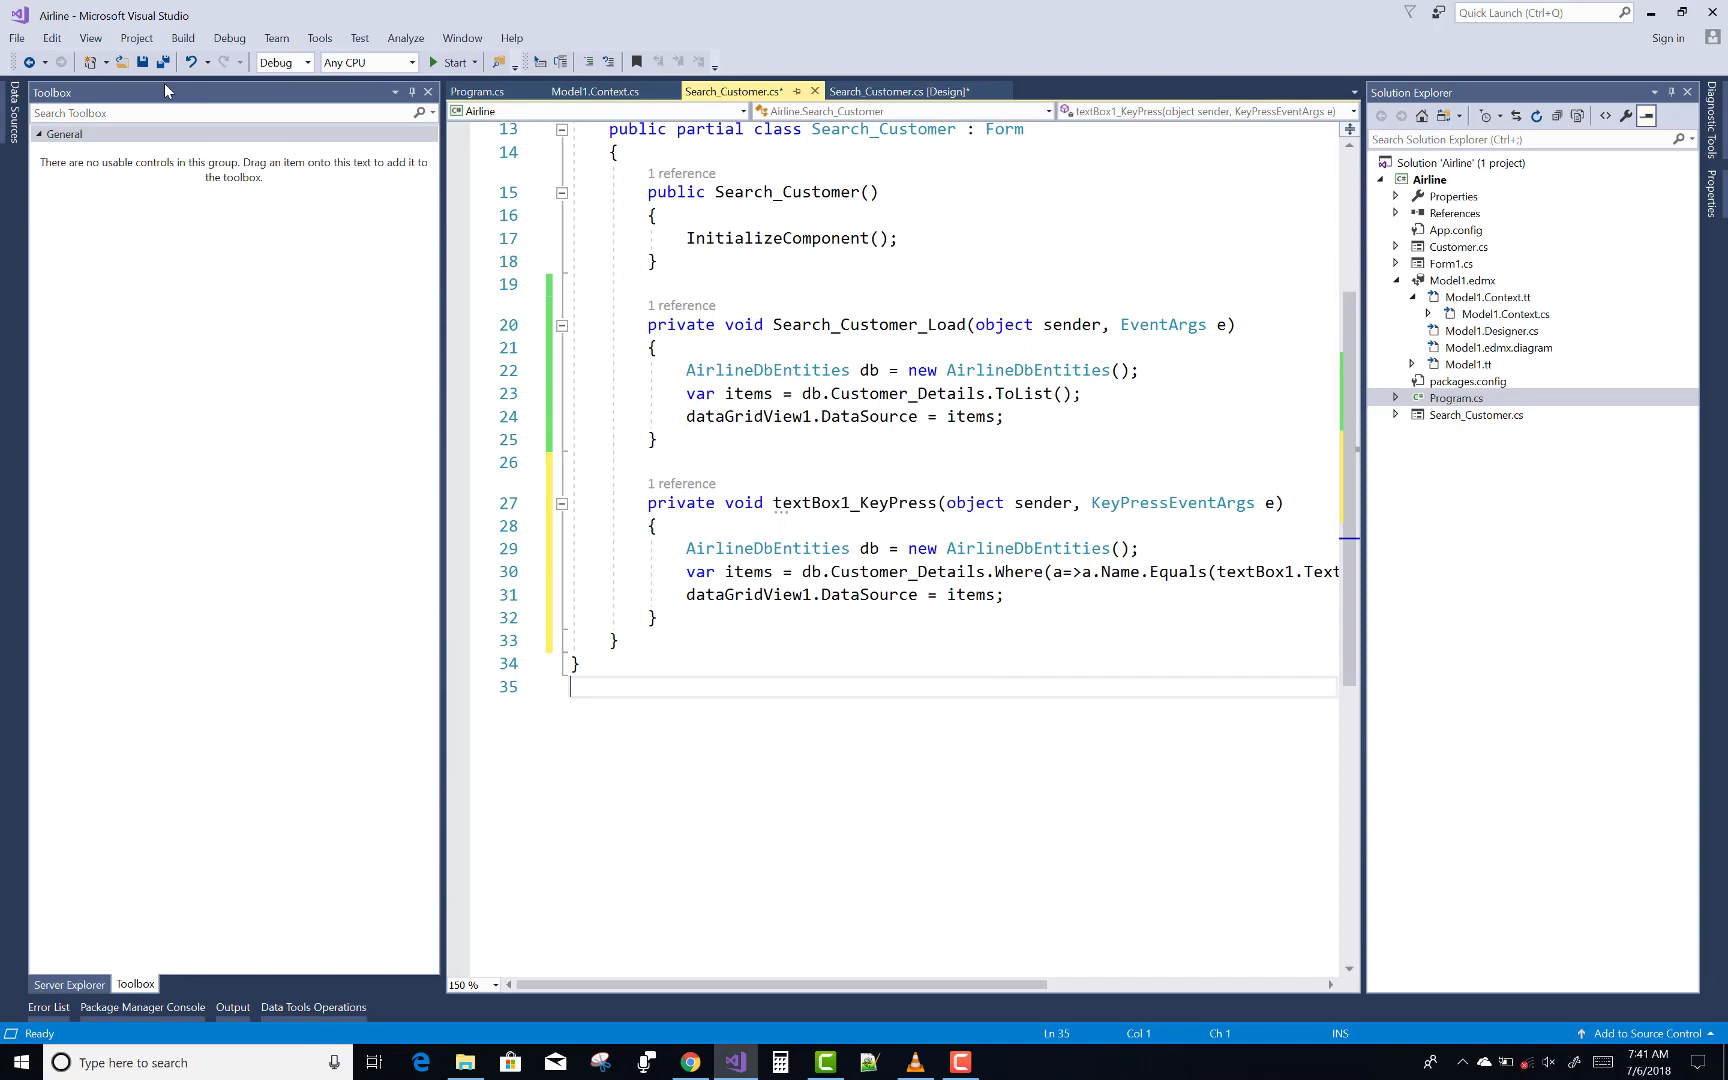 Airline - Microsoft Visual Studio
Quick Launch (Ctrl+Q)
File Edit View Project Build Debug Team Tools Test Analyze Window Help
Sign in
Debug Any CPU Start
Data Sources
Toolbox
Search Toolbox
General
There are no usable controls in this group. Drag an item onto this text to add it to
the toolbox.
Program.cs Model1.Context.cs Search_Customer.cs* Search_Customer.cs [Design]*
Airline Airline.Search_Customer textBox1_KeyPress(object sender, KeyPressEventArgs e)
13 public partial class Search_Customer : Form
14 {
1 reference
15 public Search_Customer()
16 {
17 InitializeComponent();
18 }
19
1 reference
20 private void Search_Customer_Load(object sender, EventArgs e)
21 {
22 AirlineDbEntities db = new AirlineDbEntities();
23 var items = db.Customer_Details.ToList();
24 dataGridView1.DataSource = items;
25 }
26
1 reference
27 private void textBox1_KeyPress(object sender, KeyPressEventArgs e)
28 {
29 AirlineDbEntities db = new AirlineDbEntities();
30 var items = db.Customer_Details.Where(a=>a.Name.Equals(textBox1.Text
31 dataGridView1.DataSource = items;
32 }
33 }
34 }
35
150 %
Solution Explorer
Search Solution Explorer (Ctrl+;)
Solution 'Airline' (1 project)
Airline
Properties
References
App.config
Customer.cs
Form1.cs
Model1.edmx
Model1.Context.tt
Model1.Context.cs
Model1.Designer.cs
Model1.edmx.diagram
Model1.tt
packages.config
Program.cs
Search_Customer.cs
Diagnostic Tools
Properties
Server Explorer Toolbox
Error List Package Manager Console Output Data Tools Operations
Ready Ln 35 Col 1 Ch 1 INS Add to Source Control
Type here to search
7:41 AM
7/6/2018